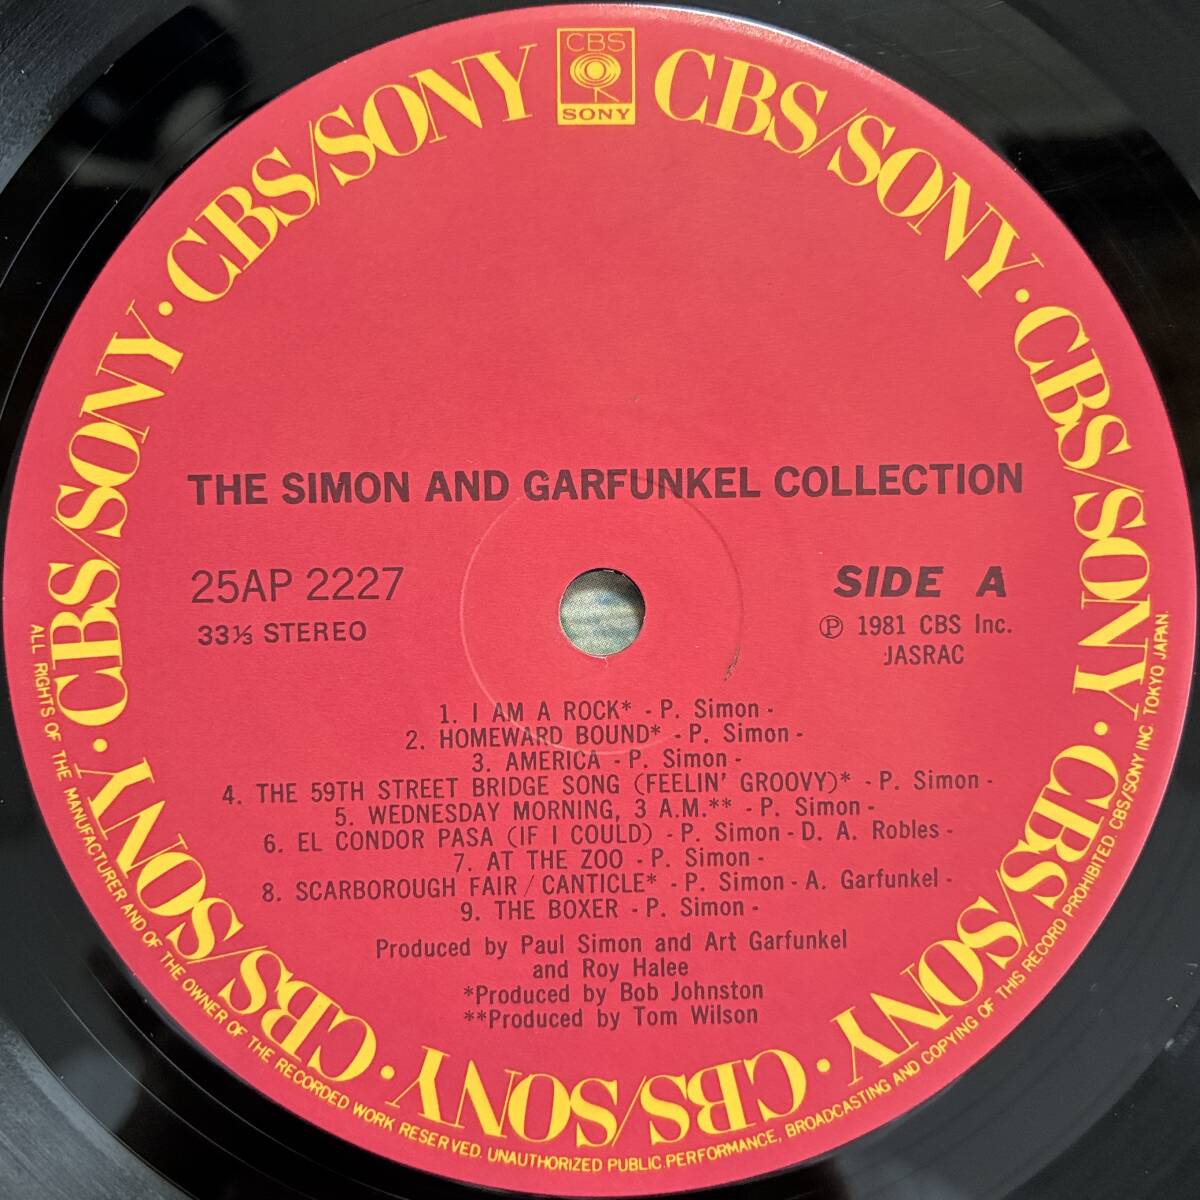 CBS
SONY
CBS/SONY · CBS/SONY · CBS/SONY · CBS/SONY · CBS/SONY · CBS/SONY · CBS/SONY · CBS/SONY
THE SIMON AND GARFUNKEL COLLECTION
25AP 2227
33⅓ STEREO
SIDE A
Ⓟ 1981 CBS Inc.
JASRAC
1. I AM A ROCK* - P. Simon -
2. HOMEWARD BOUND* - P. Simon -
3. AMERICA - P. Simon -
4. THE 59TH STREET BRIDGE SONG (FEELIN' GROOVY)* - P. Simon -
5. WEDNESDAY MORNING, 3 A.M.** - P. Simon -
6. EL CONDOR PASA (IF I COULD) - P. Simon - D. A. Robles -
7. AT THE ZOO - P. Simon -
8. SCARBOROUGH FAIR / CANTICLE* - P. Simon - A. Garfunkel -
9. THE BOXER - P. Simon -
Produced by Paul Simon and Art Garfunkel
and Roy Halee
*Produced by Bob Johnston
**Produced by Tom Wilson
ALL RIGHTS OF THE MANUFACTURER AND OF THE OWNER OF THE RECORDED WORK RESERVED. UNAUTHORIZED PUBLIC PERFORMANCE, BROADCASTING AND COPYING OF THIS RECORD PROHIBITED. CBS/SONY INC. TOKYO JAPAN.